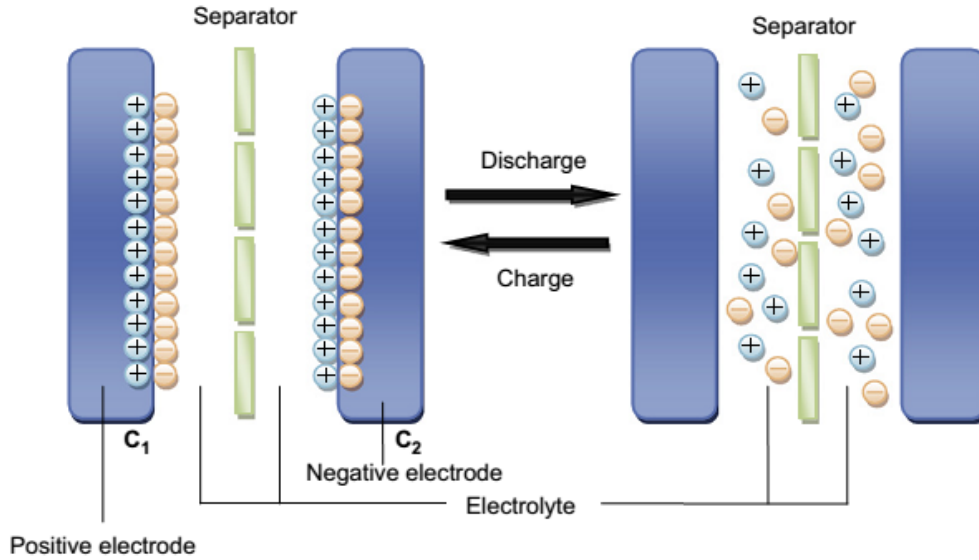 Separator
Separator
Discharge
Charge
C1
C2
Negative electrode
Electrolyte
Positive electrode